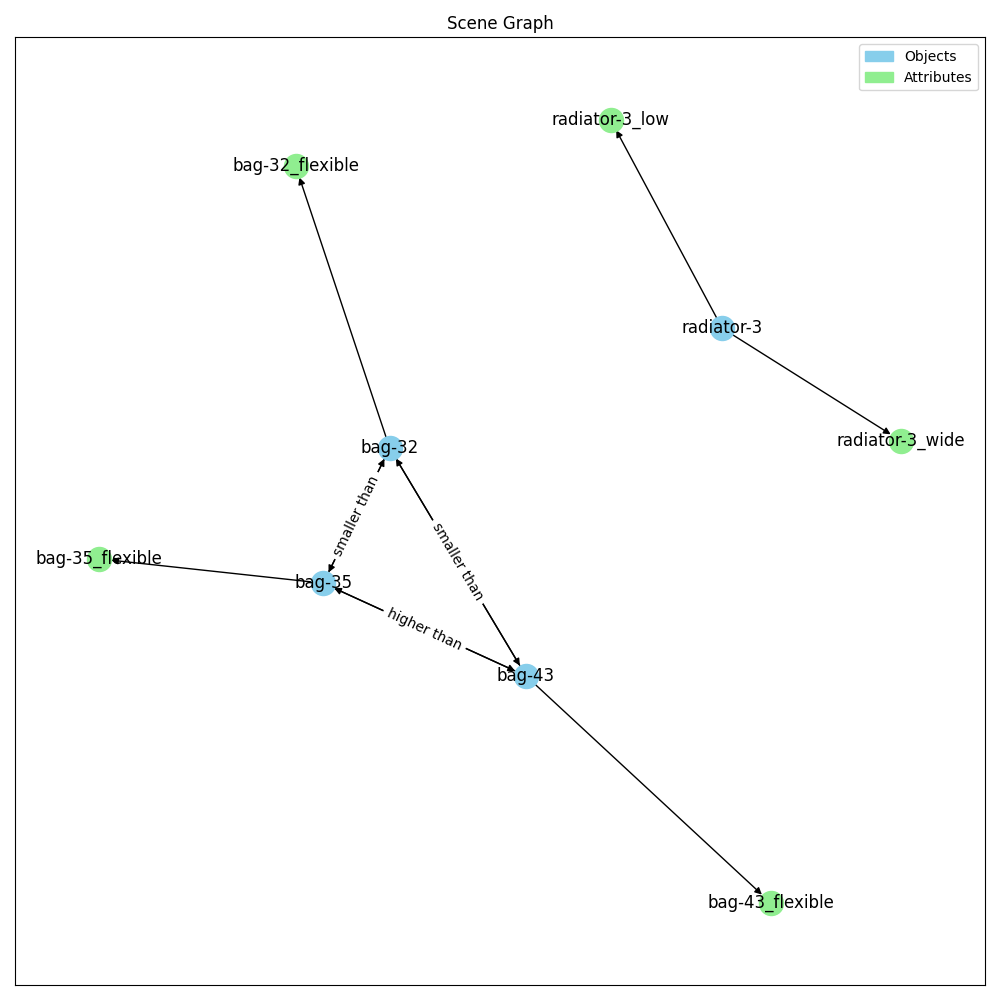 Scene Graph
Objects
Attributes
radiator-3_low
bag-32_flexible
radiator-3
radiator-3_wide
bag-32
smaller than
smaller than
bag-35_flexible
bag-35
higher than
bag-43
bag-43_flexible